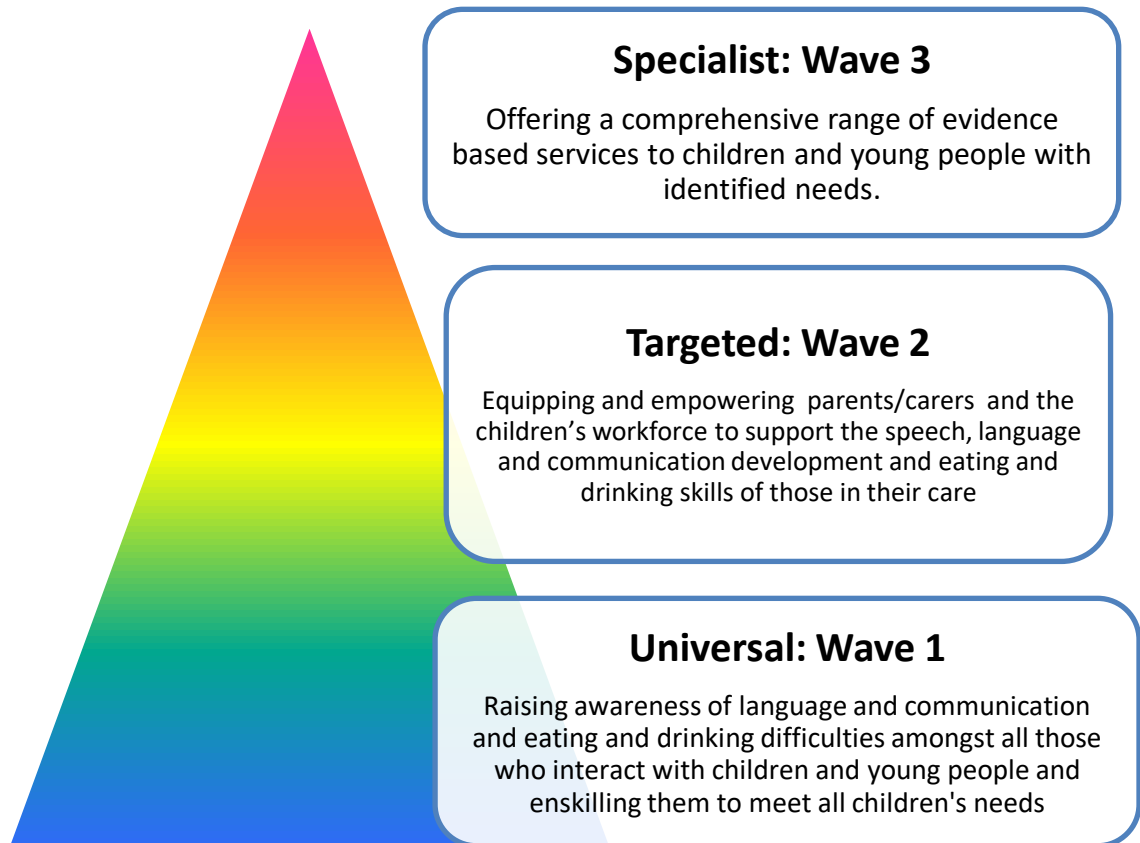 Specialist: Wave 3
Offering a comprehensive range of evidence
based services to children and young people with
identified needs.
Targeted: Wave 2
Equipping and empowering parents/carers and the
children’s workforce to support the speech, language
and communication development and eating and
drinking skills of those in their care
Universal: Wave 1
Raising awareness of language and communication
and eating and drinking difficulties amongst all those
who interact with children and young people and
enskilling them to meet all children's needs